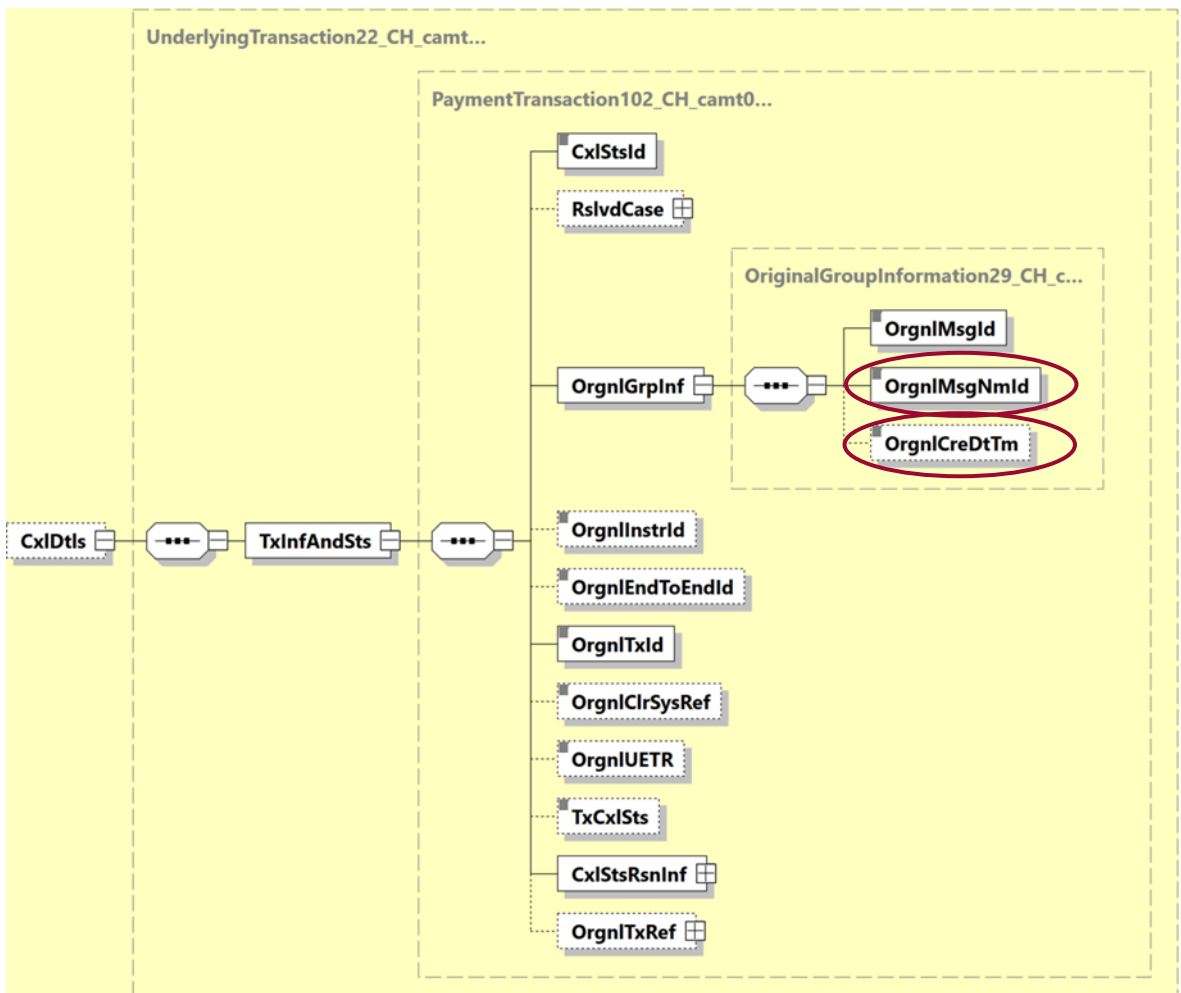 UnderlyingTransaction22_CH_camt...
PaymentTransaction102_CH_camt0...
CxlStsId
RslvdCase
OriginalGroupInformation29_CH_c...
OrgnlMsgId
OrgnlGrpInf
OrgnlMsgNmId
OrgnlCreDtTm
OrgnlInstrId
CxlDtls
TxInfAndSts
OrgnlEndToEndId
OrgnlTxId
OrgnlClrSysRef
OrgnlUETR
TxCxlSts
CxlStsRsnInf
OrgnlTxRef